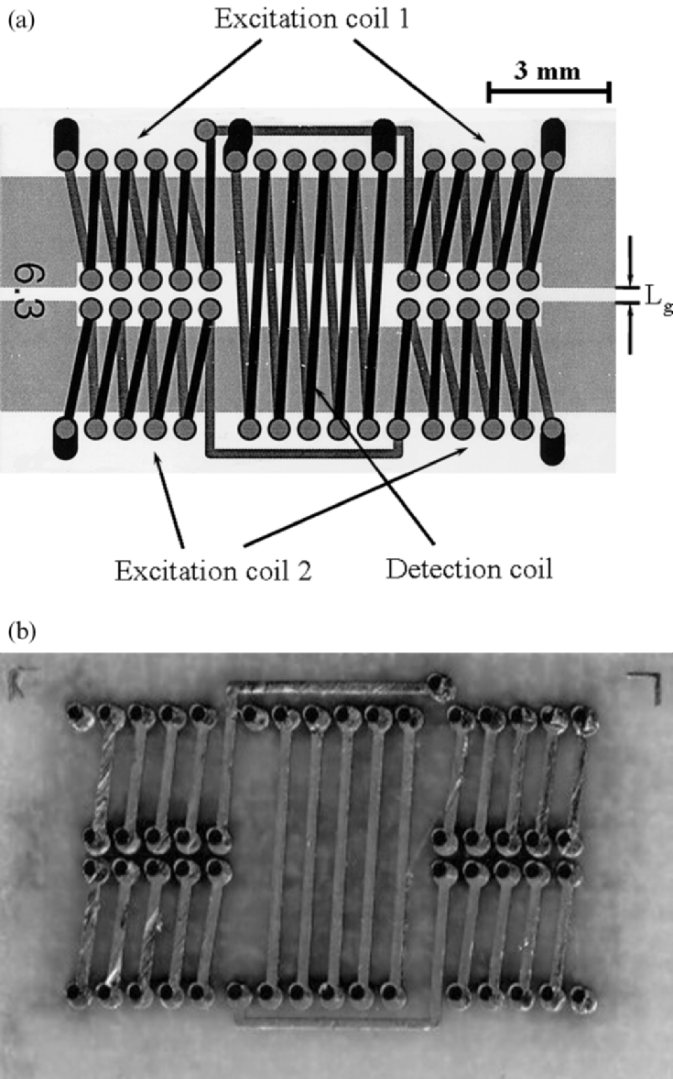 (a)
Excitation coil 1
3 mm
6.3
Lg
Excitation coil 2
Detection coil
(b)